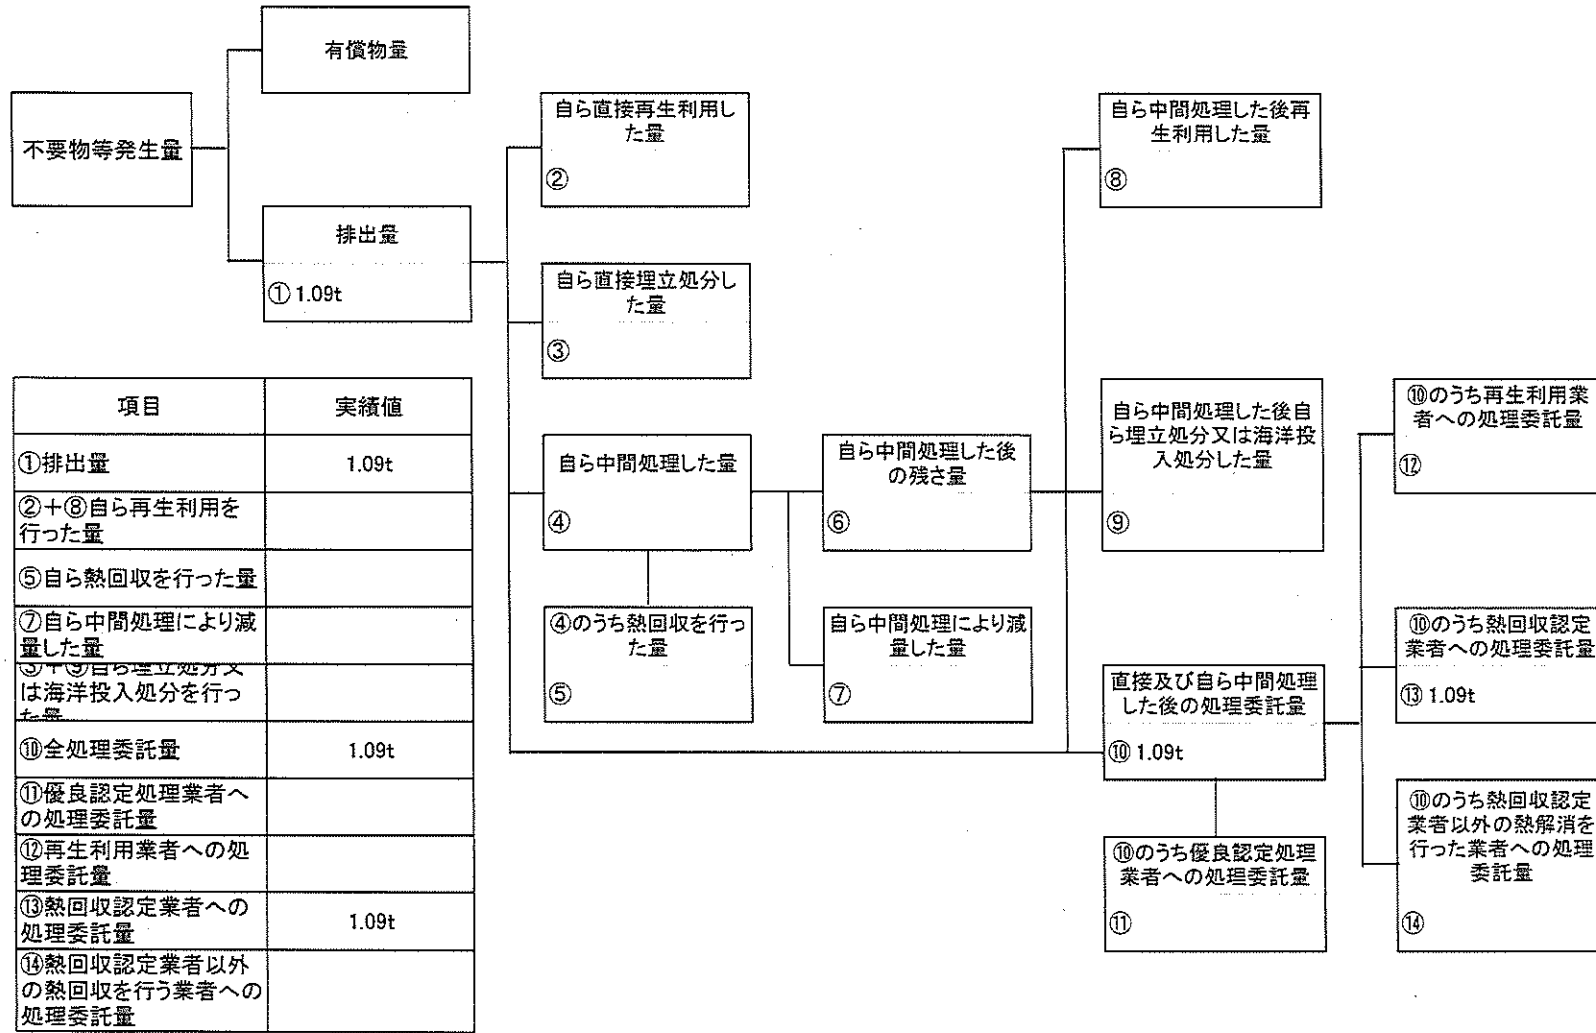 有償物量
不要物等発生量
排出量
① 1.09t
自ら直接再生利用し
た量
②
自ら直接埋立処分し
た量
③
自ら中間処理した量
④
④のうち熱回収を行っ
た量
⑤
自ら中間処理した後
の残さ量
⑥
自ら中間処理により減
量した量
⑦
自ら中間処理した後再
生利用した量
⑧
自ら中間処理した後自
ら埋立処分又は海洋投
入処分した量
⑨
直接及び自ら中間処理
した後の処理委託量
⑩ 1.09t
⑩のうち優良認定処理
業者への処理委託量
⑪
⑩のうち再生利用業
者への処理委託量
⑫
⑩のうち熱回収認定
業者への処理委託量
⑬ 1.09t
⑩のうち熱回収認定
業者以外の熱解消を
行った業者への処理
委託量
⑭
項目 実績値
①排出量 1.09t
②+⑧自ら再生利用を
行った量
⑤自ら熱回収を行った量
⑦自ら中間処理により減
量した量
③+⑨自ら埋立処分又
は海洋投入処分を行っ
た量
⑩全処理委託量 1.09t
⑪優良認定処理業者へ
の処理委託量
⑫再生利用業者への処
理委託量
⑬熱回収認定業者への
処理委託量 1.09t
⑭熱回収認定業者以外
の熱回収を行う業者への
処理委託量